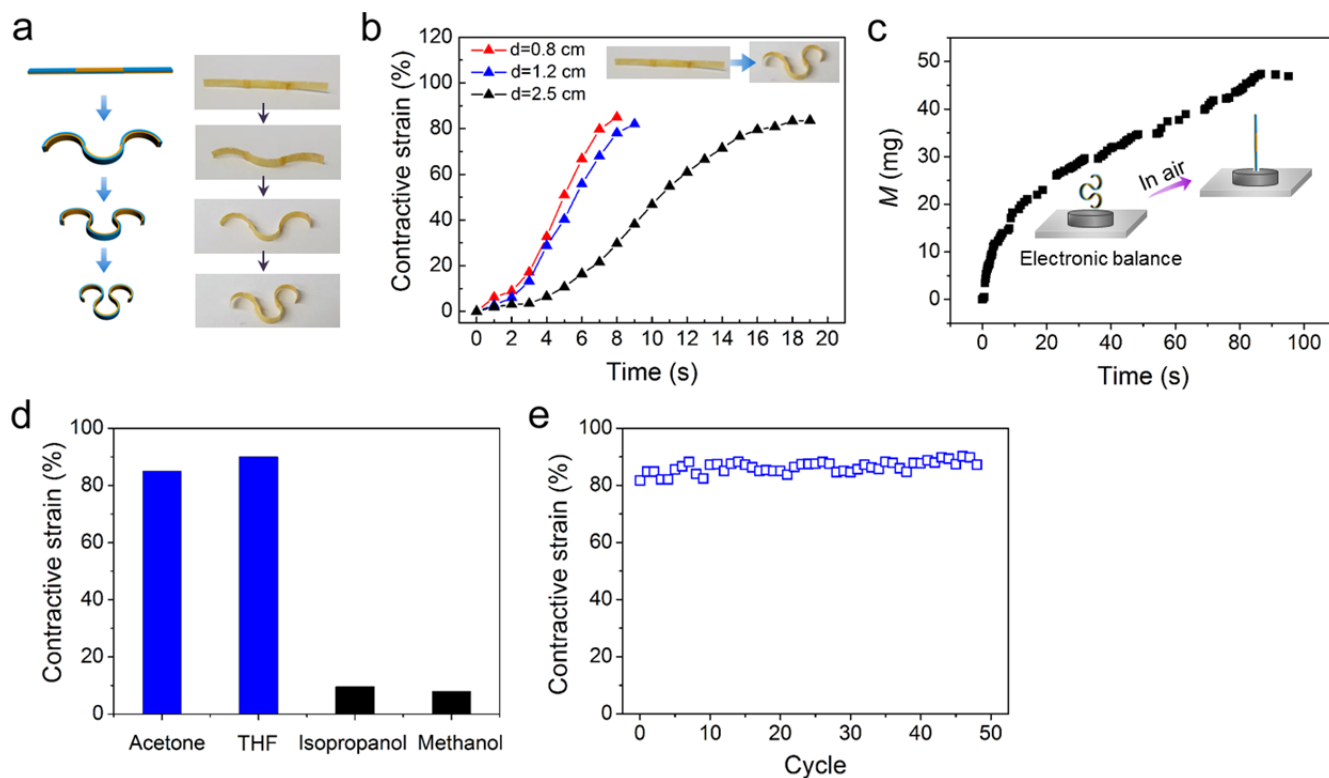 a
b
Contractive strain (%)
120
100
80
60
40
20
0
d=0.8 cm
d=1.2 cm
d=2.5 cm
0 2 4 6 8 10 12 14 16 18 20
Time (s)
c
M (mg)
50
40
30
20
10
0
In air
Electronic balance
0 20 40 60 80 100
Time (s)
d
Contractive strain (%)
100
80
60
40
20
0
Acetone THF Isopropanol Methanol
e
Contractive strain (%)
100
80
60
40
20
0
0 10 20 30 40 50
Cycle